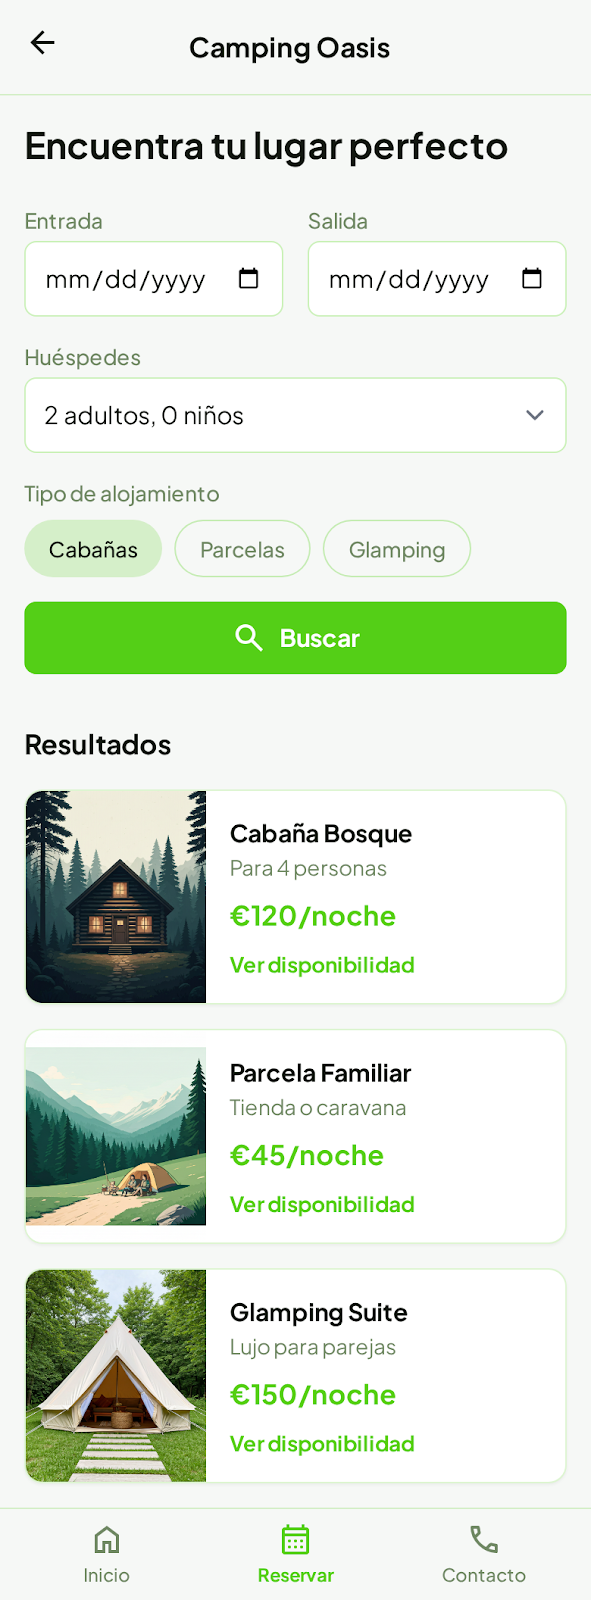 Camping Oasis
Encuentra tu lugar perfecto
Entrada
Salida
mm/dd/yyyy
mm/dd/yyyy
Huéspedes
2 adultos, 0 niños
Tipo de alojamiento
Cabañas
Parcelas
Glamping
Buscar
Resultados
Cabaña Bosque
Para 4 personas
€120/noche
Ver disponibilidad
Parcela Familiar
Tienda o caravana
€45/noche
Ver disponibilidad
Glamping Suite
Lujo para parejas
€150/noche
Ver disponibilidad
Inicio
Reservar
Contacto